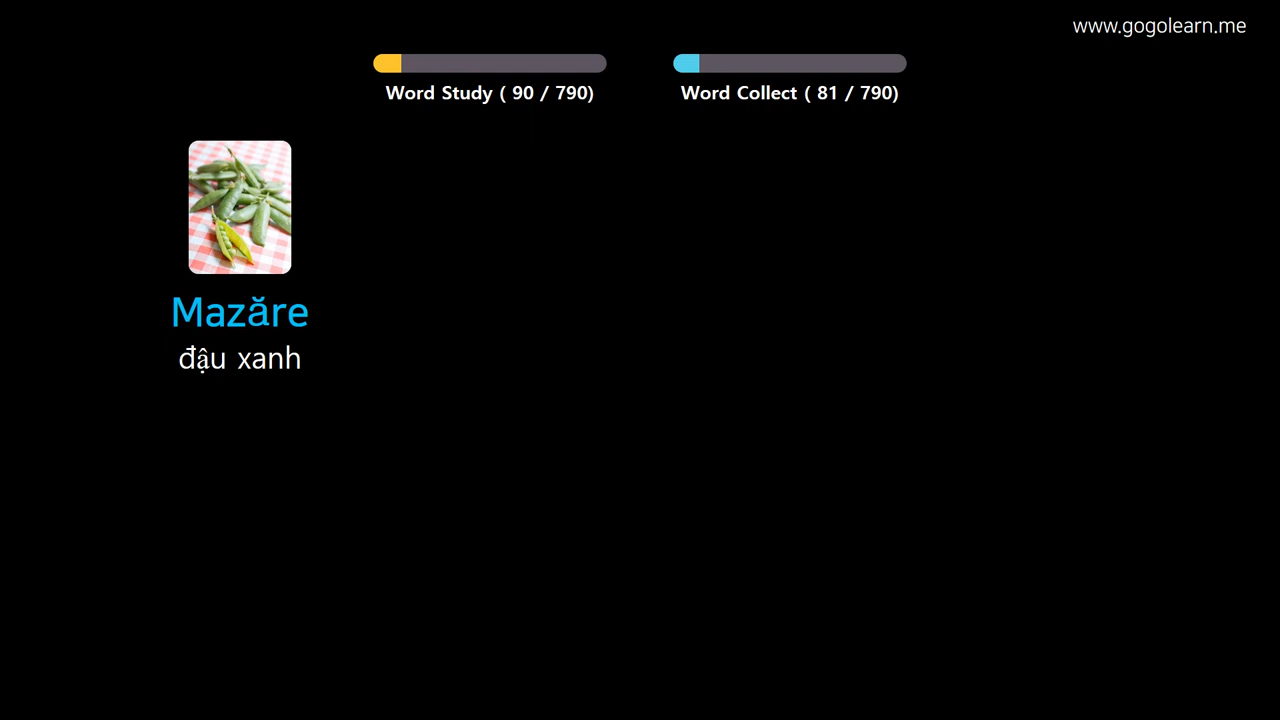 www.gogolearn.me
Word Study ( 90 / 790)
Word Collect ( 81 / 790)
Mazăre
đậu xanh